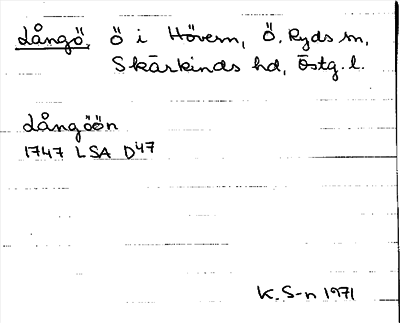 Långö, ö i Hövern, Ö. Ryds sn,
Skärkinds hd, Östg. l.
Långöön
1747 LSA D47
K. S-n 1971